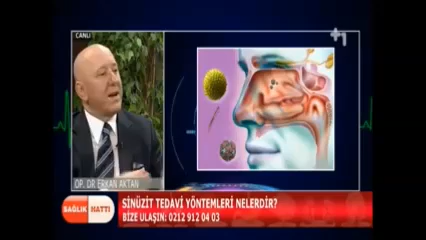 CANLI
+1
OP. DR ERKAN AKTAN
SAĞLIK HATTI
SİNÜZİT TEDAVİ YÖNTEMLERİ NELERDİR?
BİZE ULAŞIN: 0212 912 04 03